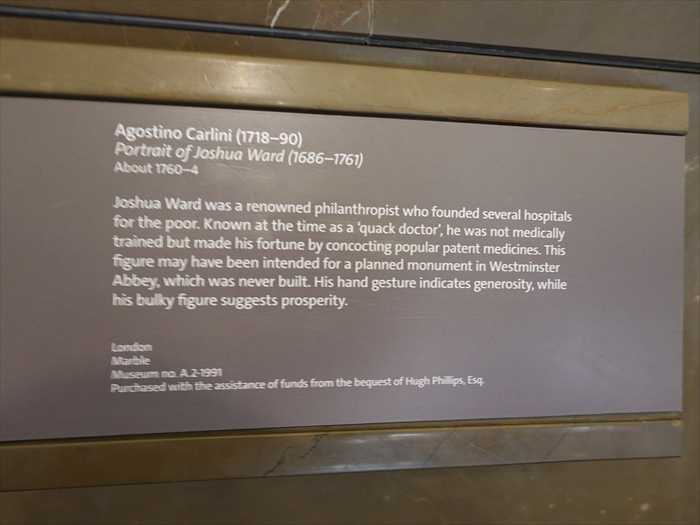 Agostino Carlini (1718–90)
Portrait of Joshua Ward (1686–1761)
About 1760–4
Joshua Ward was a renowned philanthropist who founded several hospitals
for the poor. Known at the time as a ‘quack doctor’, he was not medically
trained but made his fortune by concocting popular patent medicines. This
figure may have been intended for a planned monument in Westminster
Abbey, which was never built. His hand gesture indicates generosity, while
his bulky figure suggests prosperity.
London
Marble
Museum no. A.2-1991
Purchased with the assistance of funds from the bequest of Hugh Phillips, Esq.